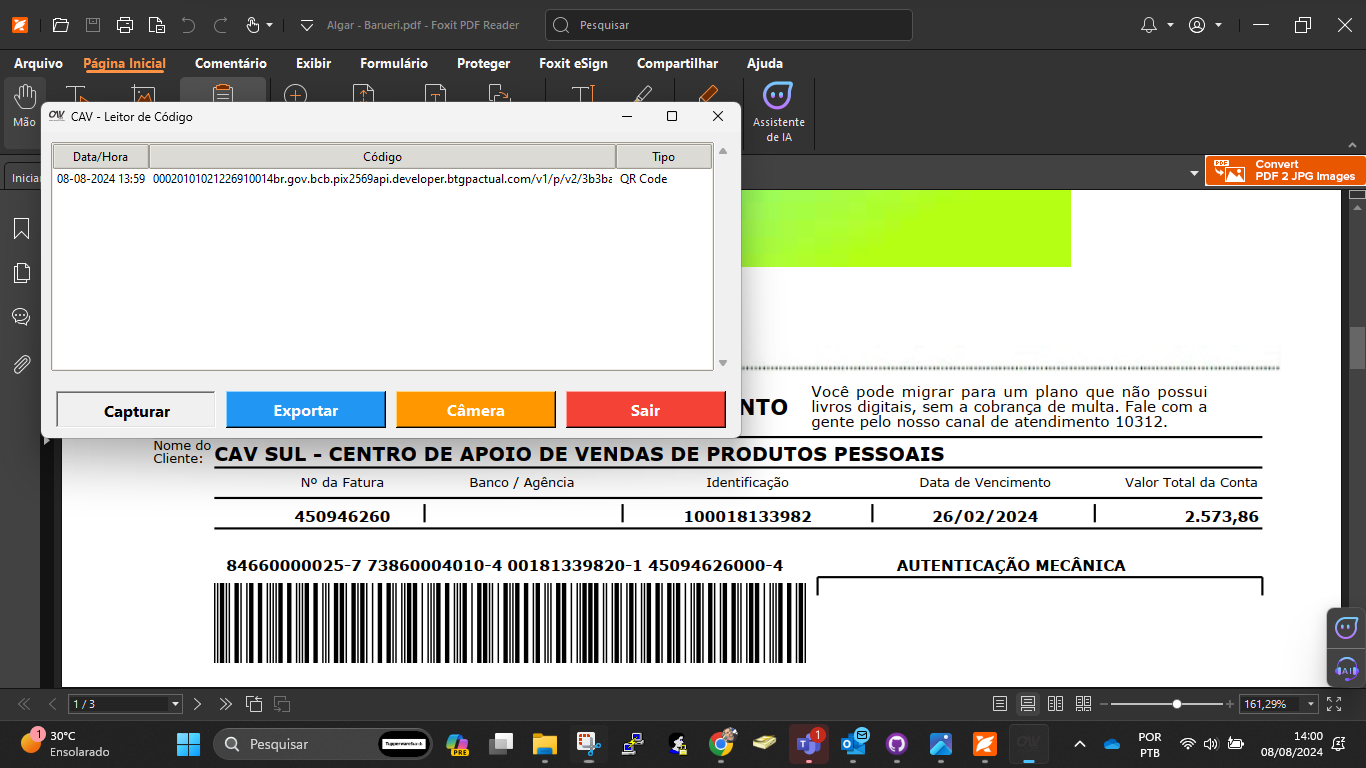 Algar - Barueri.pdf - Foxit PDF Reader
Pesquisar
Arquivo
Página Inicial
Comentário
Exibir
Formulário
Proteger
Foxit eSign
Compartilhar
Ajuda
Mão
Assistente
de IA
CAV - Leitor de Código
Iniciar
PDF
Convert
PDF 2 JPG Images
Data/Hora
Código
Tipo
08-08-2024 13:59
00020101021226910014br.gov.bcb.pix2569api.developer.btgpactual.com/v1/p/v2/3b3ba
QR Code
Capturar
Exportar
Câmera
Sair
NTO
Você pode migrar para um plano que não possui
livros digitais, sem a cobrança de multa. Fale com a
gente pelo nosso canal de atendimento 10312.
Nome do
Cliente:
CAV SUL - CENTRO DE APOIO DE VENDAS DE PRODUTOS PESSOAIS
Nº da Fatura
Banco / Agência
Identificação
Data de Vencimento
Valor Total da Conta
450946260
100018133982
26/02/2024
2.573,86
84660000025-7 73860004010-4 00181339820-1 45094626000-4
AUTENTICAÇÃO MECÂNICA
AI
1 / 3
161,29%
1
30°C
Ensolarado
Pesquisar
PRE
1
POR
PTB
14:00
08/08/2024